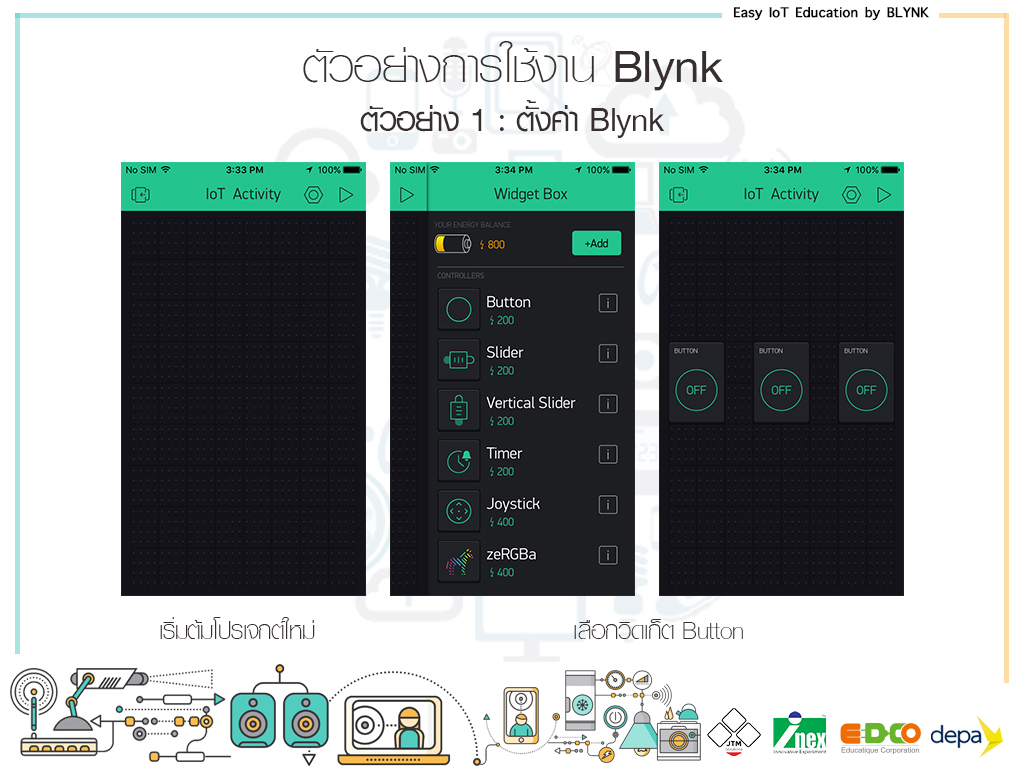 Easy IoT Education by BLYNK
ตัวอย่างการใช้งาน Blynk
ตัวอย่าง 1 : ตั้งค่า Blynk
No SIM 3:33 PM 100%
IoT Activity
No SIM 3:34 PM 100%
Widget Box
YOUR ENERGY BALANCE
800 +Add
CONTROLLERS
Button
200
i
Slider
200
i
Vertical Slider
200
i
Timer
200
i
Joystick
400
i
zeRGBa
400
i
No SIM 3:34 PM 100%
IoT Activity
BUTTON BUTTON BUTTON
OFF OFF OFF
เริ่มต้มโปรเจกต์ใหม่
เลือกวิดเก็ต Button
JTM
inex
Innovative Experiment
EDCO
Educatique Corporation
depa